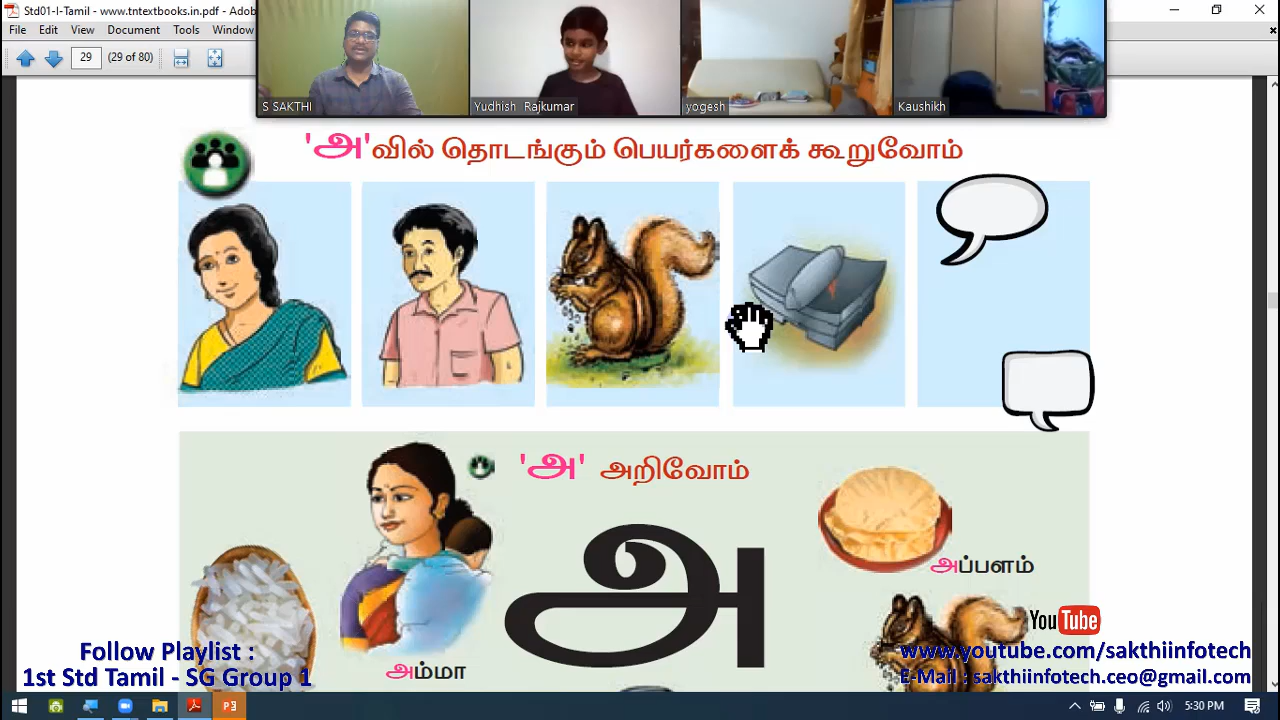 Std01-I-Tamil - www.tntextbooks.in.pdf - Adob
File Edit View Document Tools Window
29 (29 of 80)
S SAKTHI
Yudhish Rajkumar
yogesh
Kaushikh
'அ'வில் தொடங்கும் பெயர்களைக் கூறுவோம்
'அ' அறிவோம்
அ
அப்பளம்
அம்மா
YouTube
Follow Playlist :
1st Std Tamil - SG Group 1
www.youtube.com/sakthiinfotech
E-Mail : sakthiinfotech.ceo@gmail.com
5:30 PM